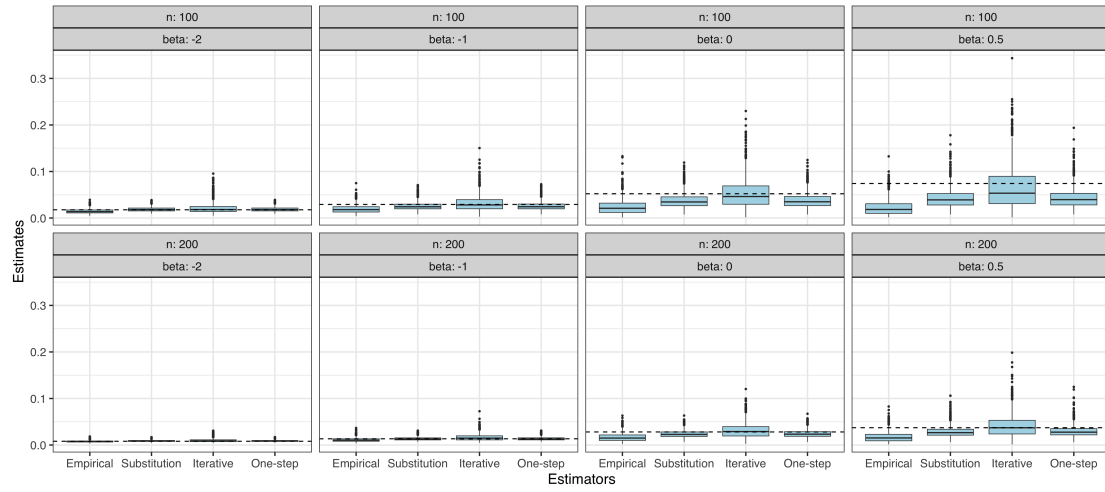 n: 100 n: 100 n: 100 n: 100
beta: -2 beta: -1 beta: 0 beta: 0.5
0.3
0.2
0.1
0.0
n: 200 n: 200 n: 200 n: 200
beta: -2 beta: -1 beta: 0 beta: 0.5
0.3
0.2
0.1
0.0
Estimates
Empirical Substitution Iterative One-step Empirical Substitution Iterative One-step Empirical Substitution Iterative One-step Empirical Substitution Iterative One-step
Estimators